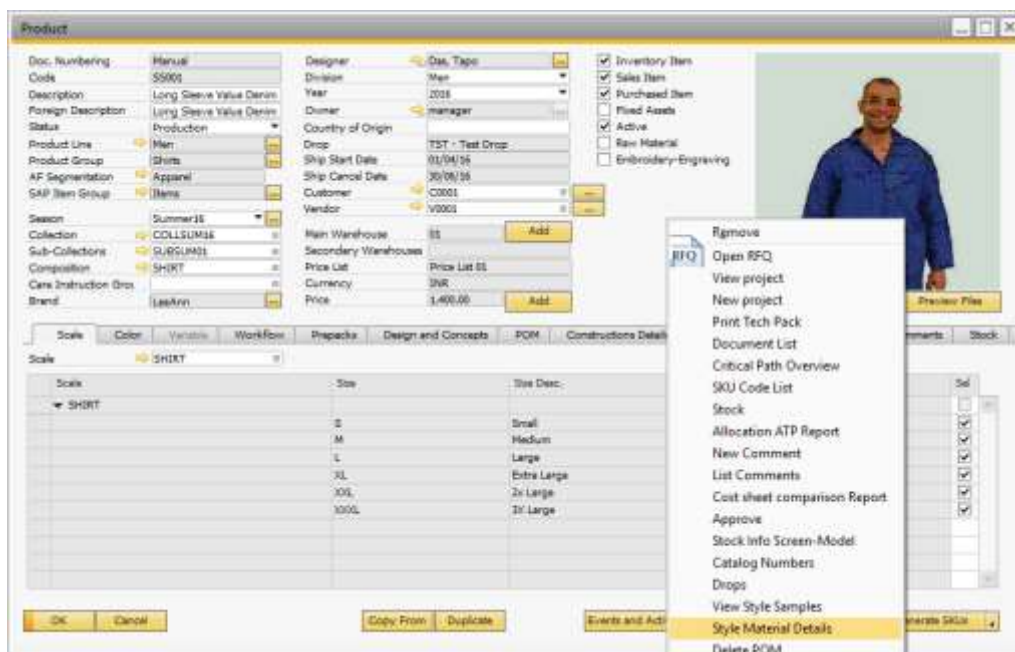 Product
Doc. Numbering Manual
Code SS001
Description Long Sleeve Value Denim
Foreign Description Long Sleeve Value Denim
Status Production
Product Line Men
Product Group Shirts
AF Segmentation Apparel
SAP Item Group Items
Season Summer16
Collection COLLSUM16
Sub-Collections SUBSUM01
Composition SHIRT
Care Instruction Grou
Brand LeeAnn
Designer Das, Tapo
Division Men
Year 2016
Owner manager
Country of Origin
Drop TST - Test Drop
Ship Start Date 01/04/16
Ship Cancel Date 30/06/16
Customer C0001
Vendor V0001
Main Warehouse 01 Add
Secondery Warehouses
Price List Price List 01
Currency INR
Price 1,400.00 Add
Inventory Item
Sales Item
Purchased Item
Fixed Assets
Active
Raw Material
Embroidery-Engraving
Preview Files
Scale Color Variable Workflow Prepacks Design and Concepts POM Constructions Details mments Stock
Scale SHIRT
Scale Size Size Desc. Sel
SHIRT
S Small
M Medium
L Large
XL Extra Large
XXL 2x Large
XXXL 3X Large
OK Cancel Copy From Duplicate Events and Acti nerate SKUs
Remove
RFQ Open RFQ
View project
New project
Print Tech Pack
Document List
Critical Path Overview
SKU Code List
Stock
Allocation ATP Report
New Comment
List Comments
Cost sheet comparison Report
Approve
Stock Info Screen-Model
Catalog Numbers
Drops
View Style Samples
Style Material Details
Delete POM